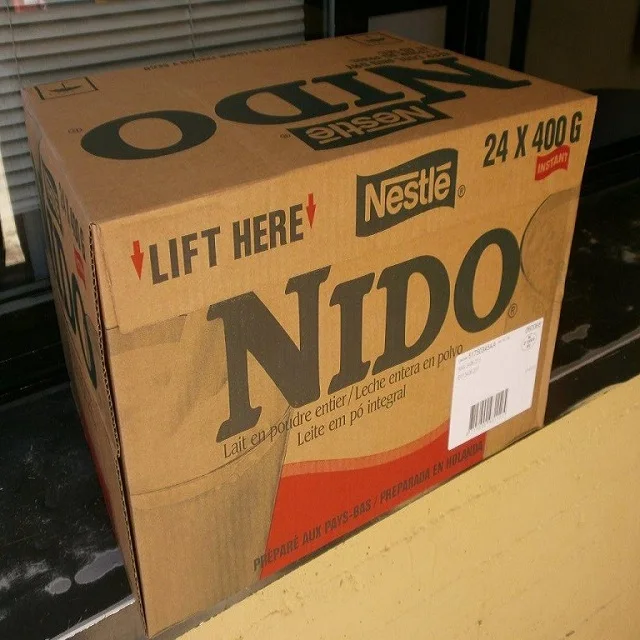 NIDO
Nestlé
24 X 400 G
INSTANT
Nestlé®
LIFT HERE
NIDO®
Lait en poudre entier / Leche entera en polvo
Leite em pó integral
PRÉPARÉ AUX PAYS-BAS / PREPARADA EN HOLANDA